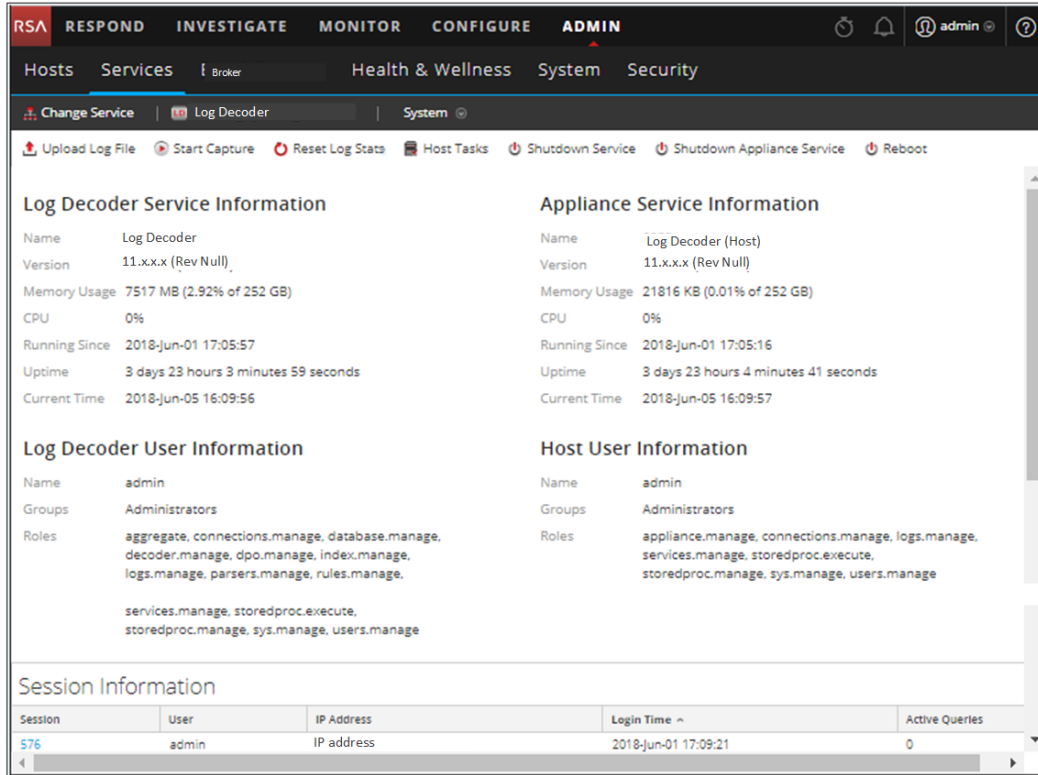 RSA RESPOND INVESTIGATE MONITOR CONFIGURE ADMIN admin ?
Hosts Services Broker Health & Wellness System Security
Change Service | LD Log Decoder | System
Upload Log File Start Capture Reset Log Stats Host Tasks Shutdown Service Shutdown Appliance Service Reboot
Log Decoder Service Information
Name Log Decoder
Version 11.x.x.x (Rev Null)
Memory Usage 7517 MB (2.92% of 252 GB)
CPU 0%
Running Since 2018-Jun-01 17:05:57
Uptime 3 days 23 hours 3 minutes 59 seconds
Current Time 2018-Jun-05 16:09:56
Appliance Service Information
Name Log Decoder (Host)
Version 11.x.x.x (Rev Null)
Memory Usage 21816 KB (0.01% of 252 GB)
CPU 0%
Running Since 2018-Jun-01 17:05:16
Uptime 3 days 23 hours 4 minutes 41 seconds
Current Time 2018-Jun-05 16:09:57
Log Decoder User Information
Name admin
Groups Administrators
Roles aggregate, connections.manage, database.manage,
decoder.manage, dpo.manage, index.manage,
logs.manage, parsers.manage, rules.manage,
services.manage, storedproc.execute,
storedproc.manage, sys.manage, users.manage
Host User Information
Name admin
Groups Administrators
Roles appliance.manage, connections.manage, logs.manage,
services.manage, storedproc.execute,
storedproc.manage, sys.manage, users.manage
Session Information
Session User IP Address Login Time Active Queries
576 admin IP address 2018-Jun-01 17:09:21 0